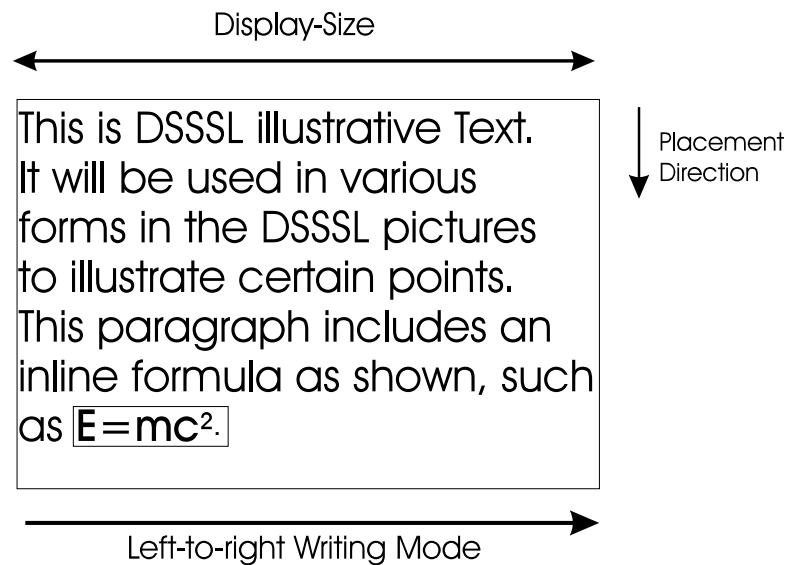 Display-Size
This is DSSSL illustrative Text.
It will be used in various
forms in the DSSSL pictures
to illustrate certain points.
This paragraph includes an
inline formula as shown, such
as E=mc².
Placement
Direction
Left-to-right Writing Mode